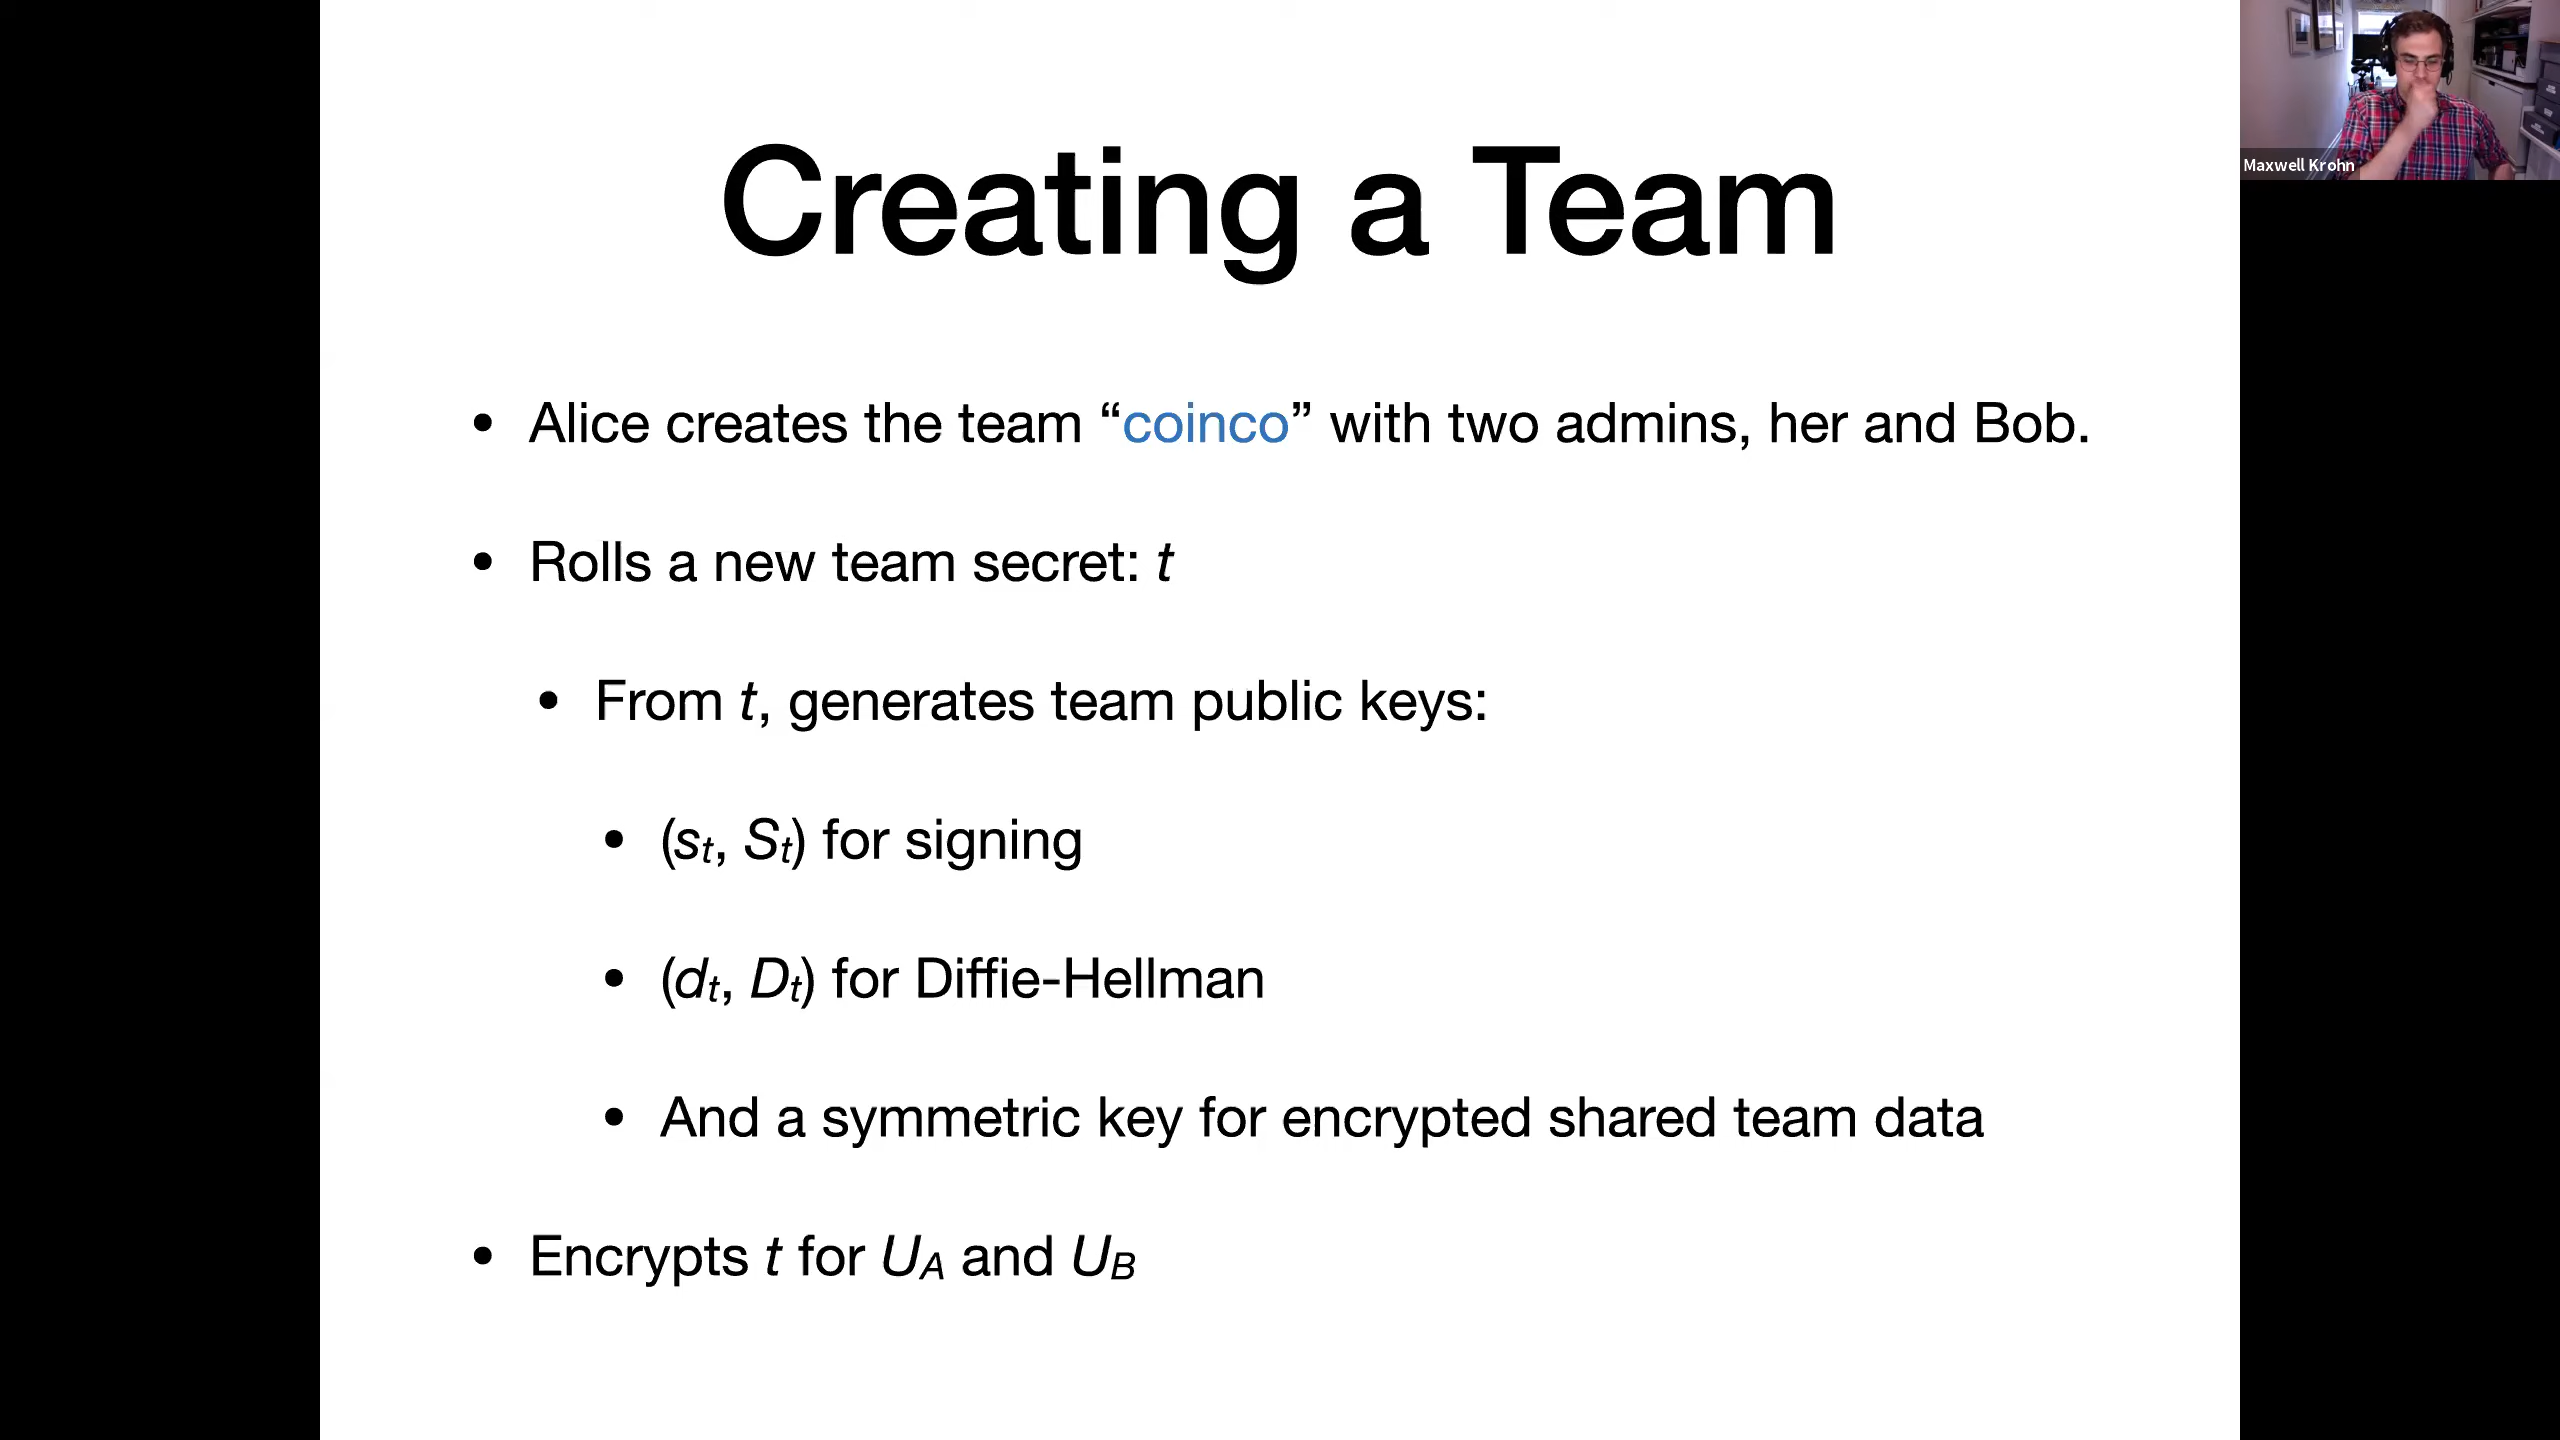 Creating a Team
Maxwell Krohn
• Alice creates the team “coinco” with two admins, her and Bob.
• Rolls a new team secret: t
• From t, generates team public keys:
• (sₜ, Sₜ) for signing
• (dₜ, Dₜ) for Diffie-Hellman
• And a symmetric key for encrypted shared team data
• Encrypts t for U_A and U_B